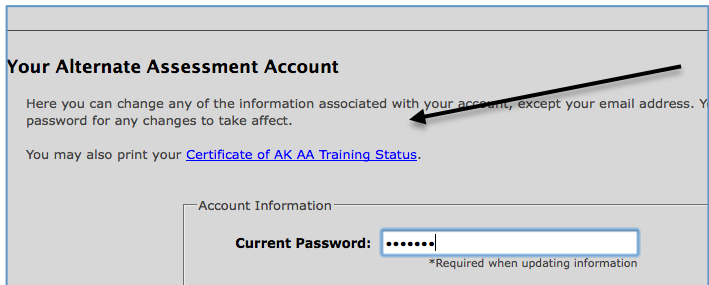 Your Alternate Assessment Account
Here you can change any of the information associated with your account, except your email address.
password for any changes to take affect.
You may also print your Certificate of AK AA Training Status.
Account Information
Current Password: •••••••
*Required when updating information